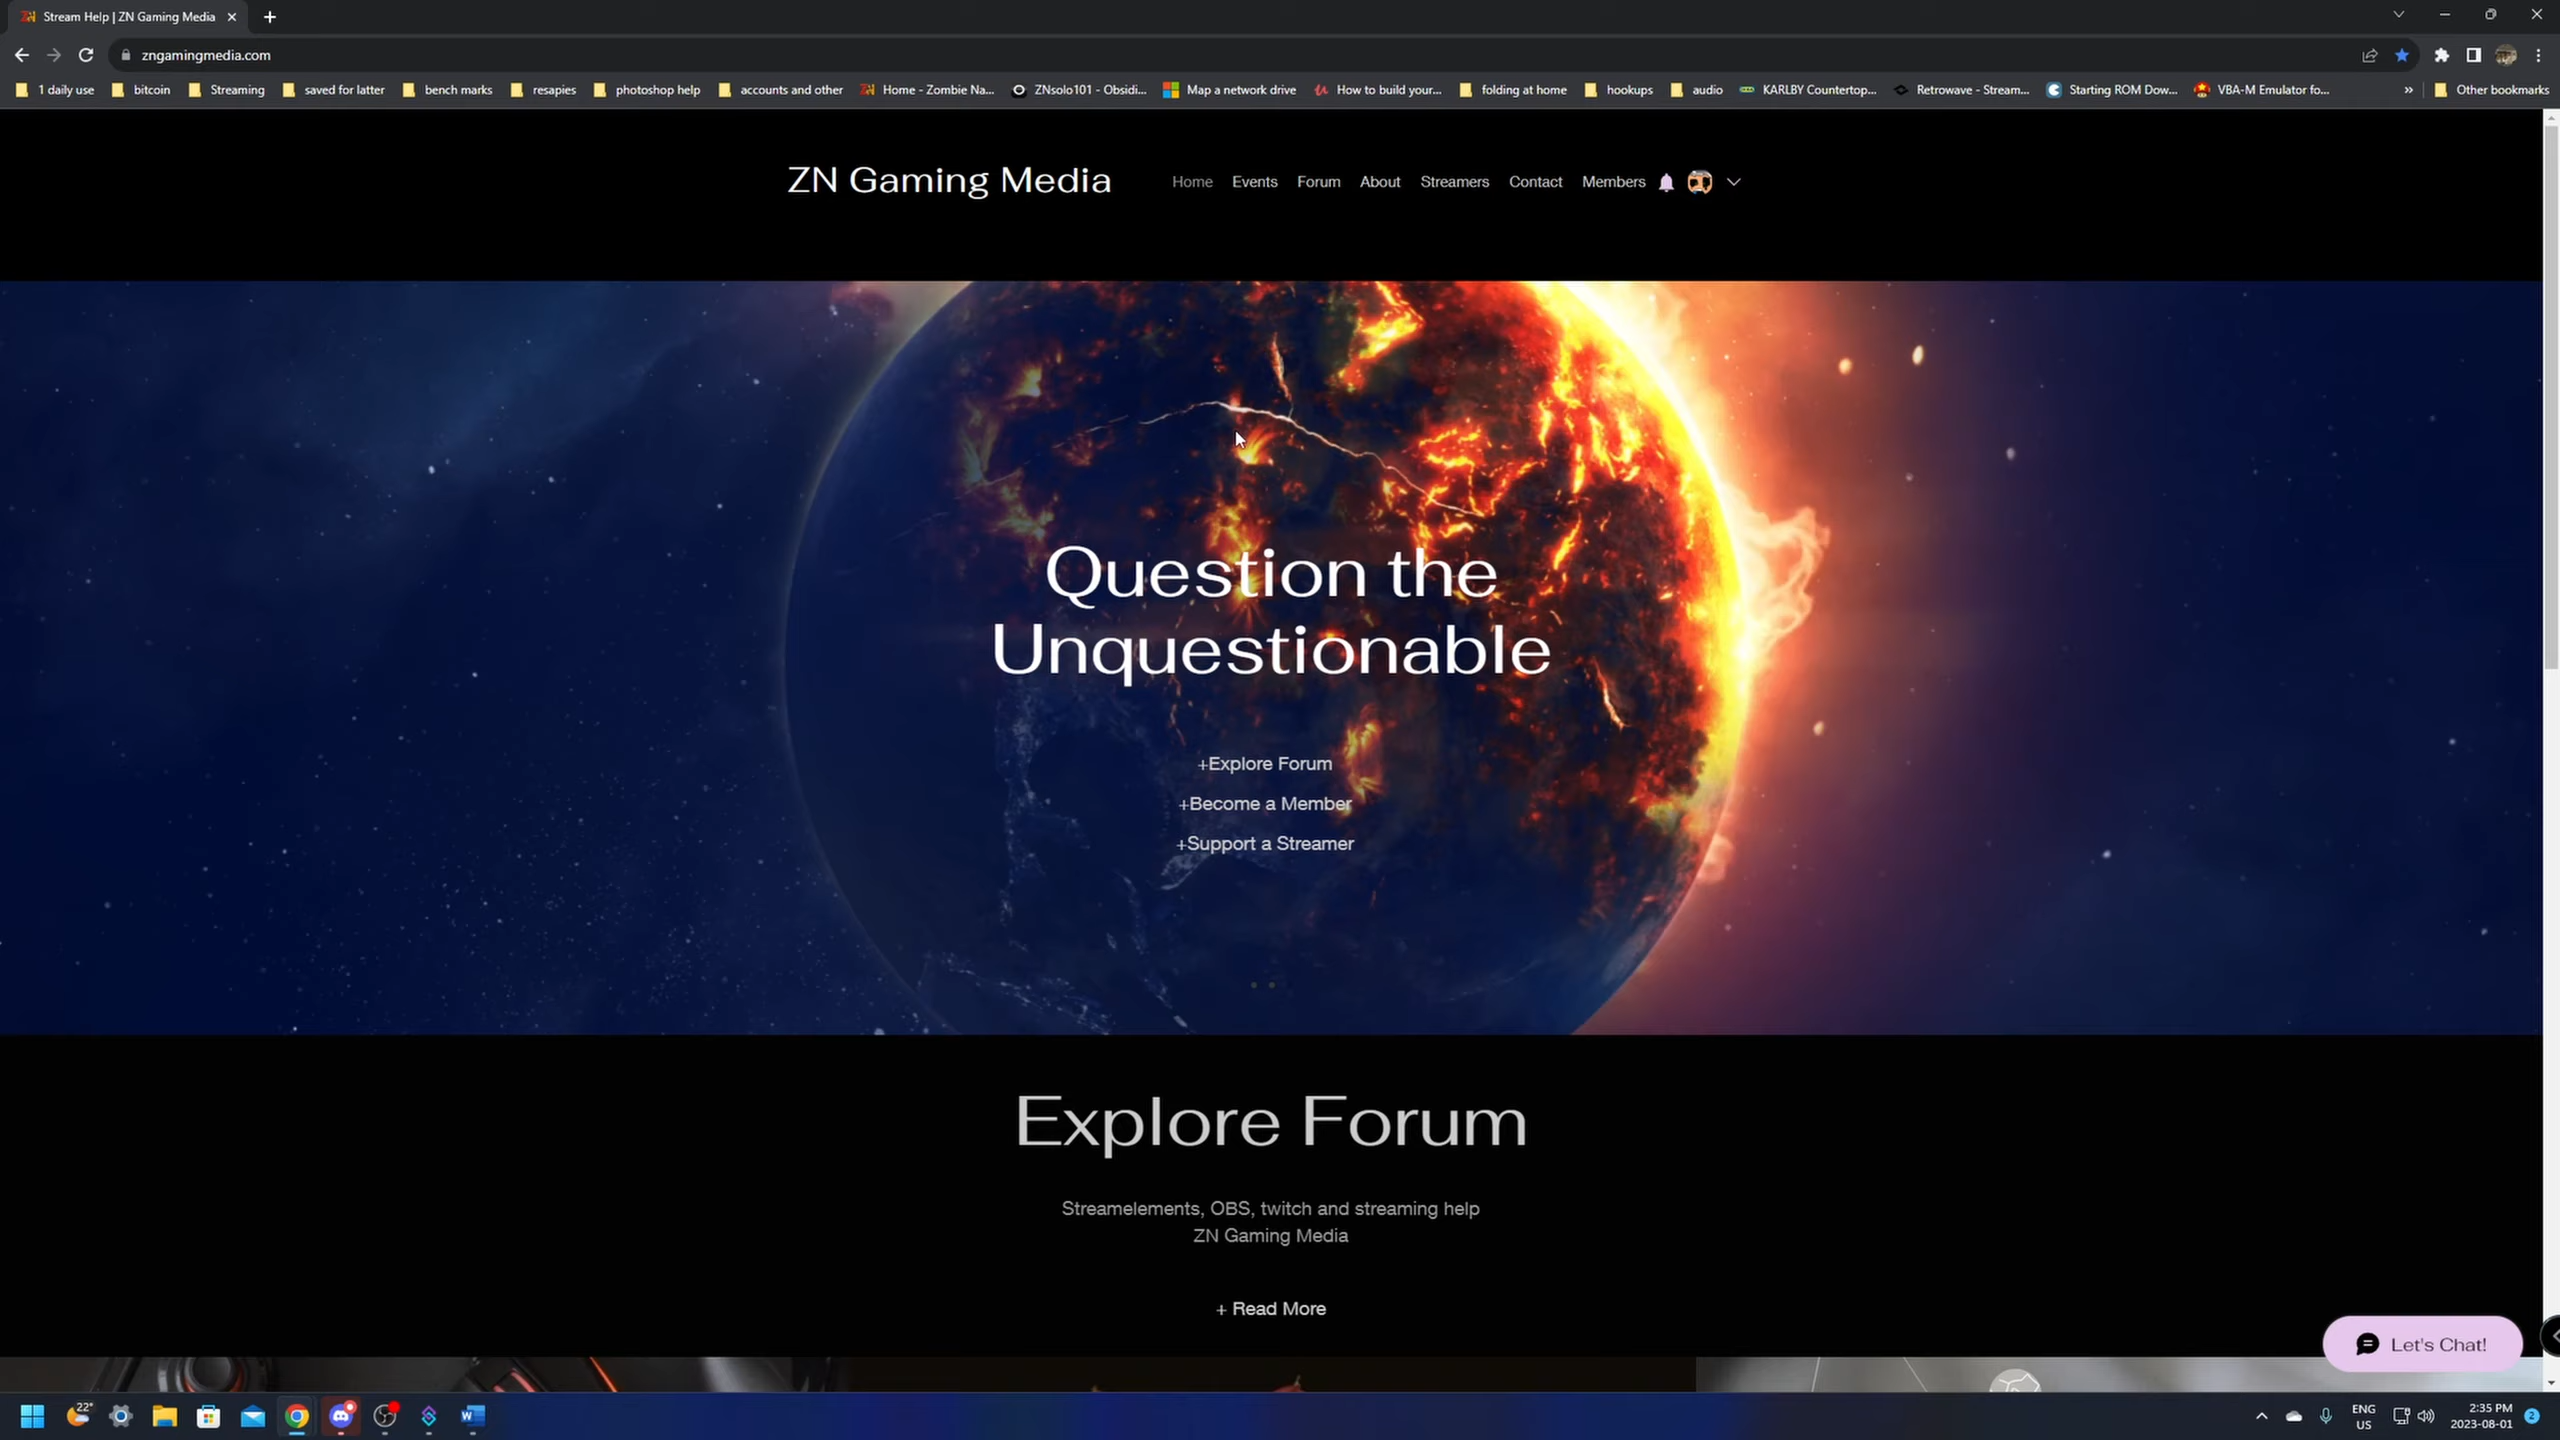 Stream Help | ZN Gaming Media
zngamingmedia.com
1 daily use bitcoin Streaming saved for latter bench marks resapies photoshop help accounts and other Home - Zombie Na... ZNsolo101 - Obsidi... Map a network drive How to build your... folding at home hookups audio KARLBY Countertop... Retrowave - Stream... Starting ROM Dow... VBA-M Emulator fo... » Other bookmarks
ZN Gaming Media Home Events Forum About Streamers Contact Members
Question the
Unquestionable
+Explore Forum
+Become a Member
+Support a Streamer
Explore Forum
Streamelements, OBS, twitch and streaming help
ZN Gaming Media
+ Read More
Let's Chat!
22°
ENG
US
2:35 PM
2023-08-01
2